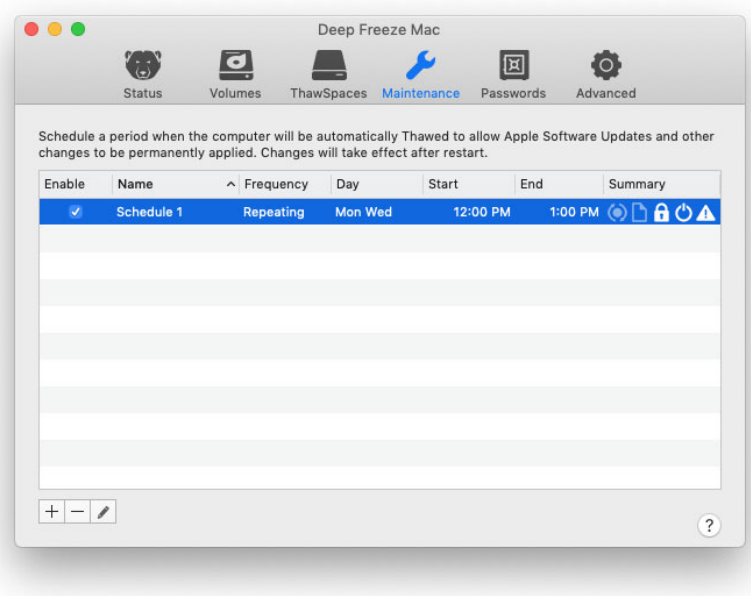 Deep Freeze Mac
Status Volumes ThawSpaces Maintenance Passwords Advanced
Schedule a period when the computer will be automatically Thawed to allow Apple Software Updates and other
changes to be permanently applied. Changes will take effect after restart.
Enable Name Frequency Day Start End Summary
Schedule 1 Repeating Mon Wed 12:00 PM 1:00 PM
?